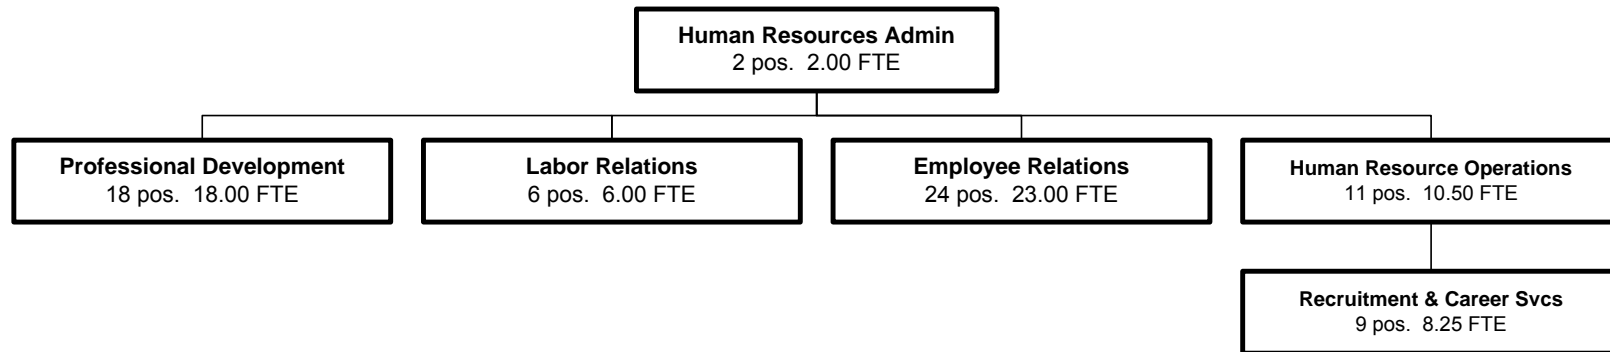 Human Resources Admin
2 pos. 2.00 FTE
Professional Development
18 pos. 18.00 FTE
Labor Relations
6 pos. 6.00 FTE
Employee Relations
24 pos. 23.00 FTE
Human Resource Operations
11 pos. 10.50 FTE
Recruitment & Career Svcs
9 pos. 8.25 FTE